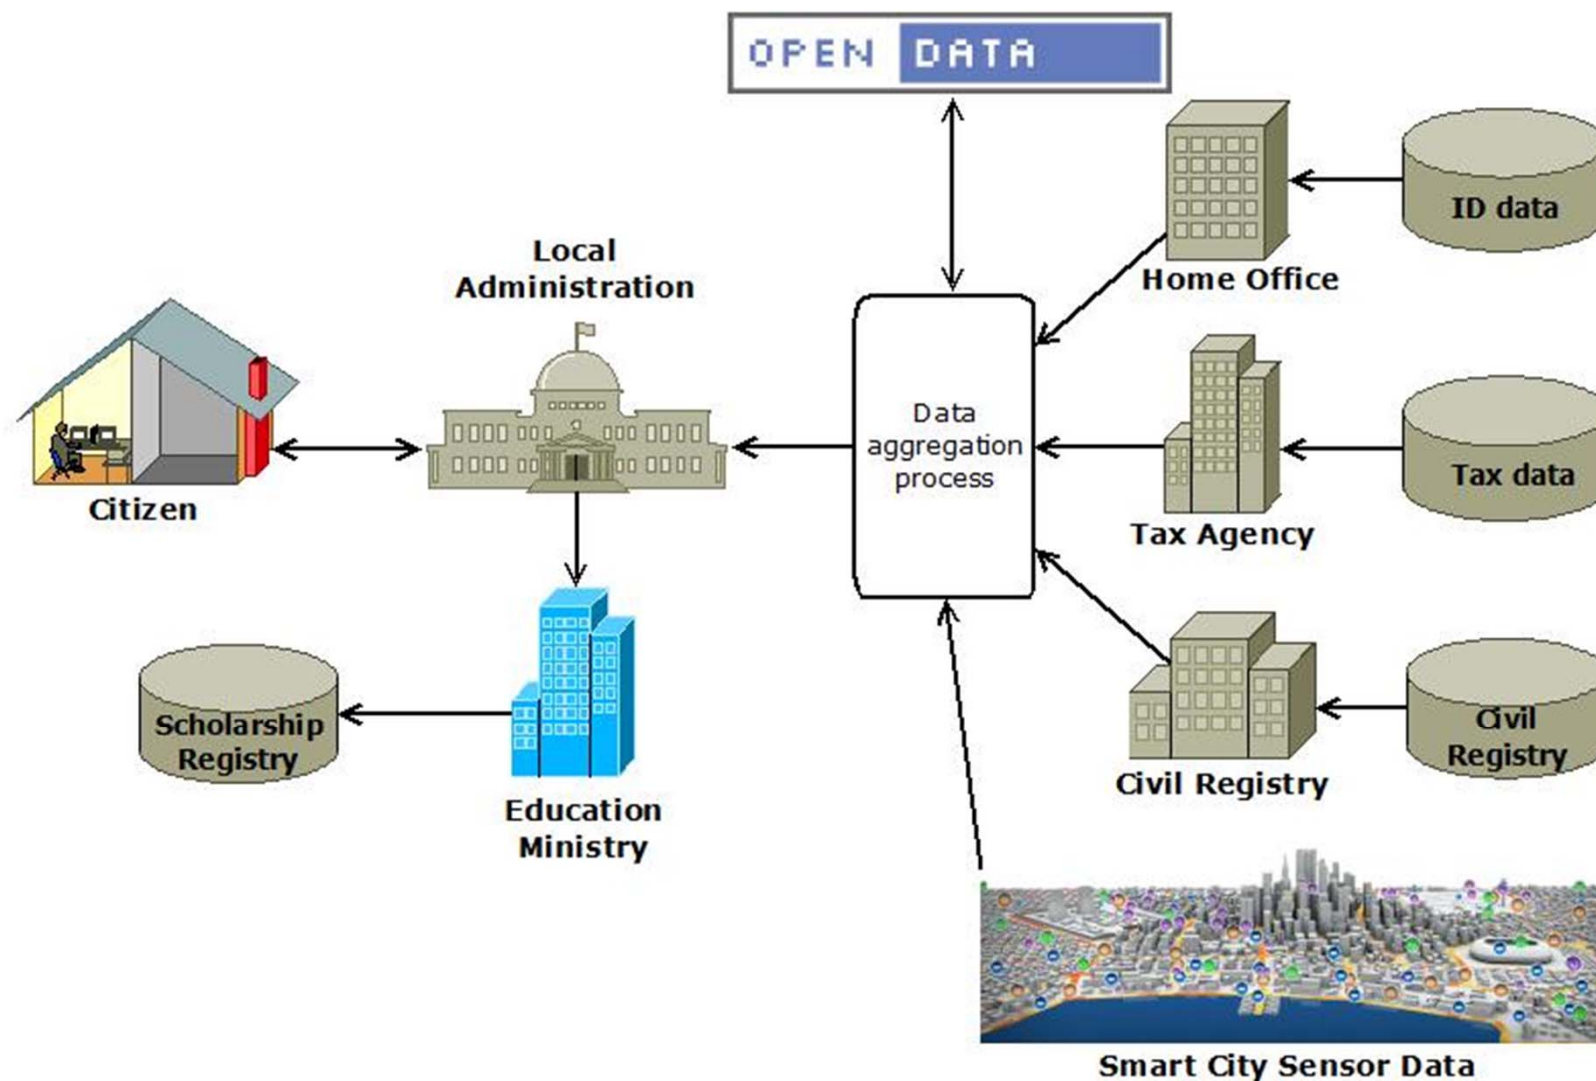 OPEN DATA
ID data
Home Office
Local
Administration
Data
aggregation
process
Tax data
Tax Agency
Citizen
Scholarship
Registry
Education
Ministry
Civil
Registry
Civil Registry
Smart City Sensor Data